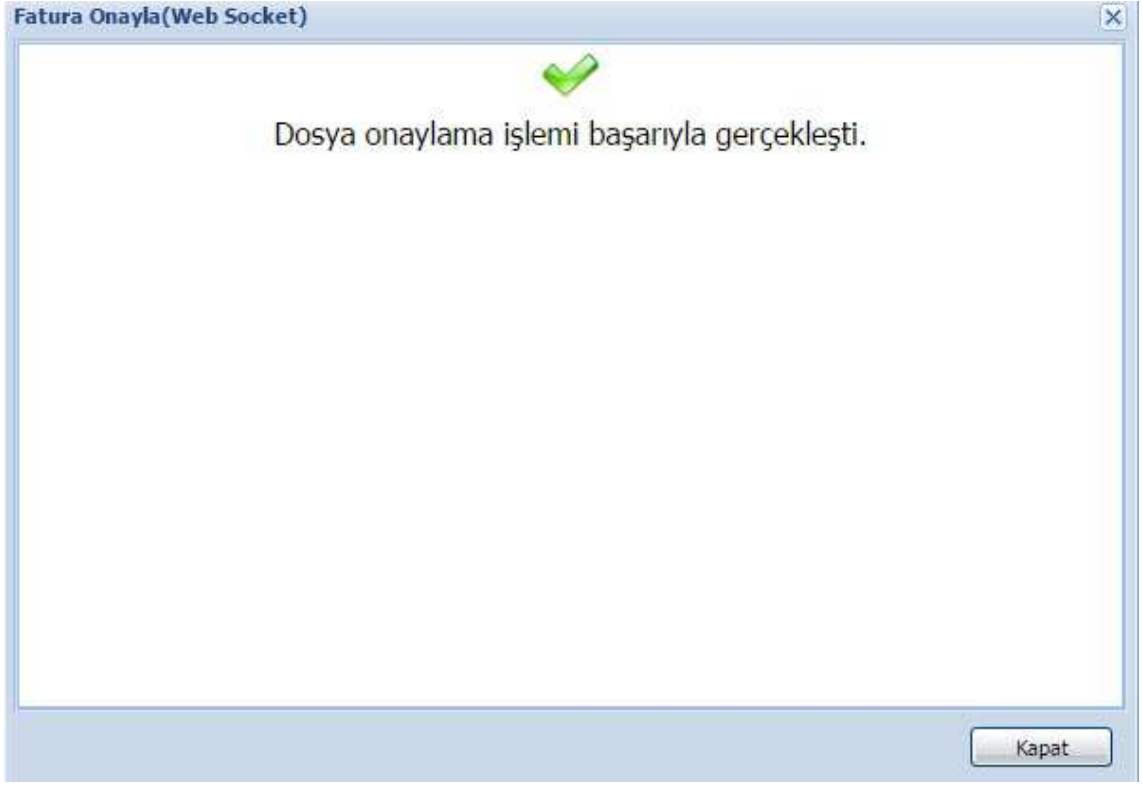 Fatura Onayla(Web Socket)
Dosya onaylama işlemi başarıyla gerçekleşti.
Kapat